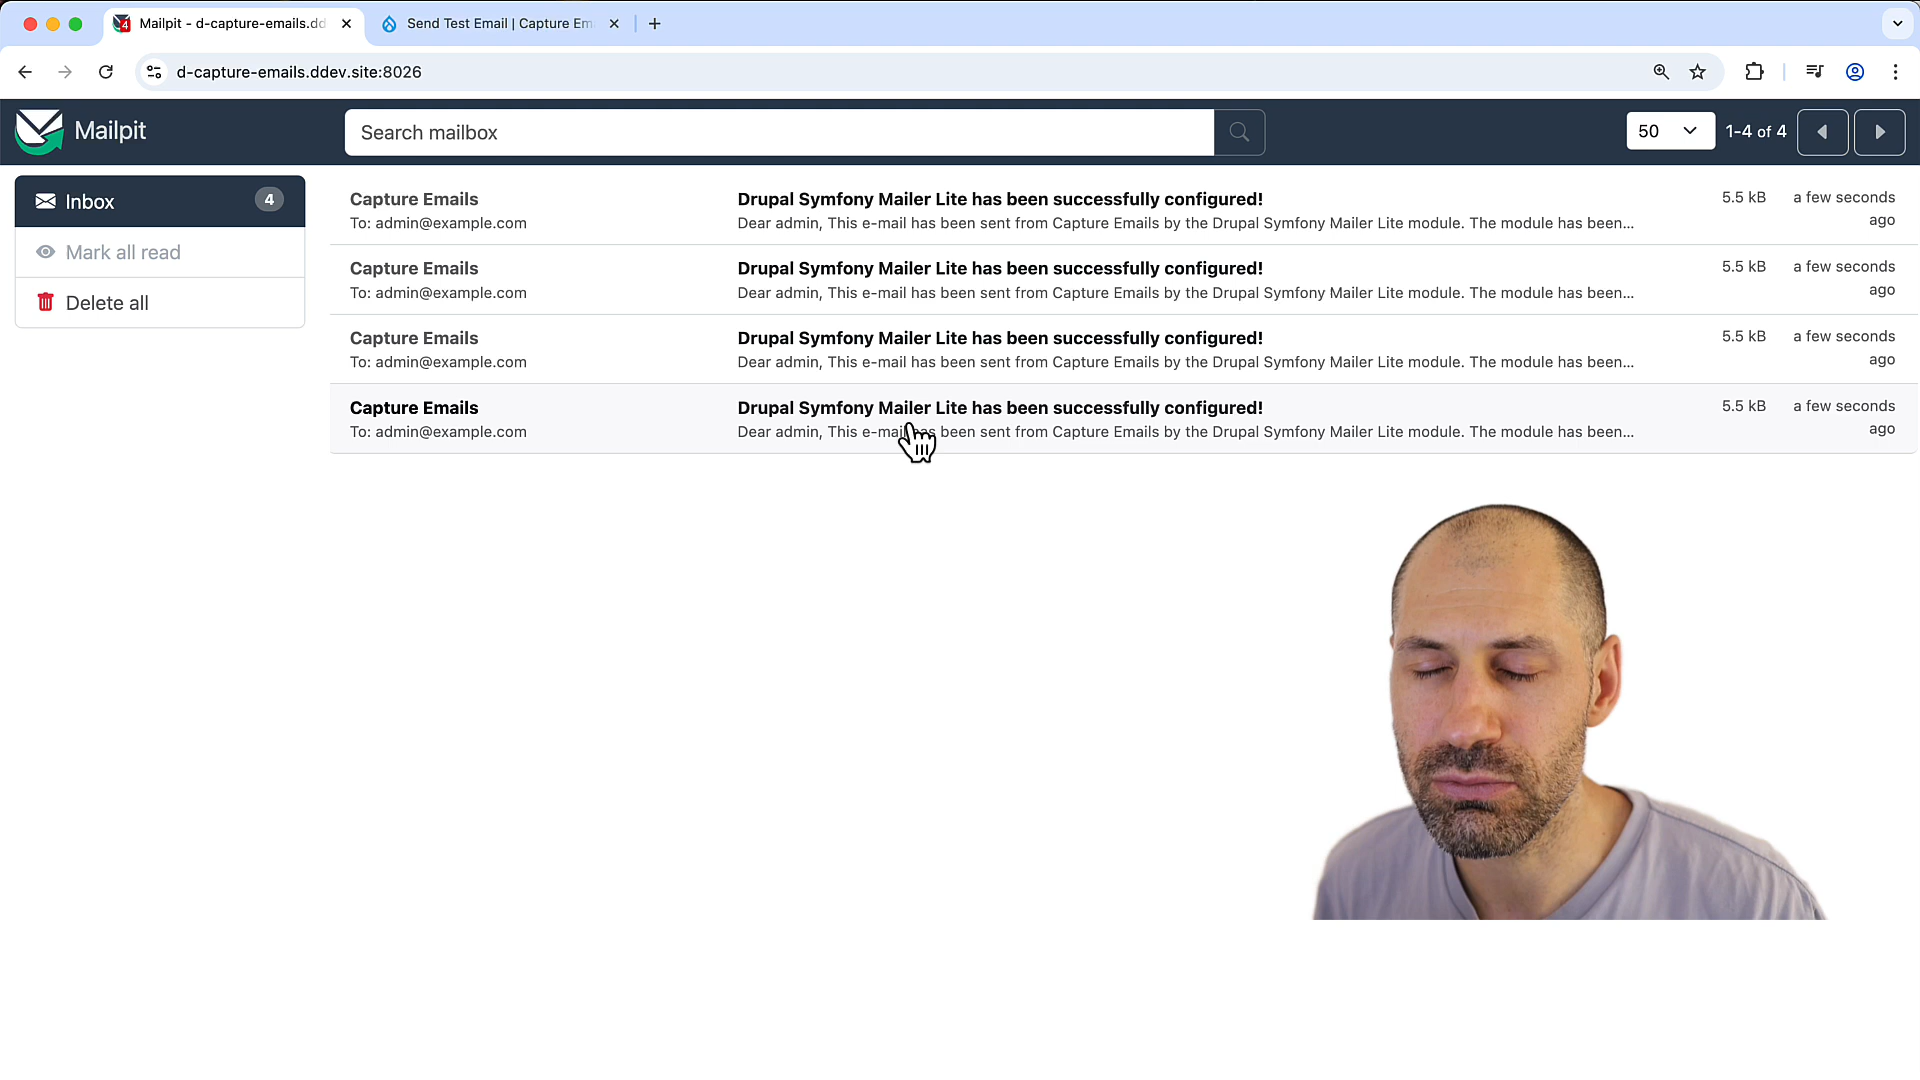 4
Mailpit - d-capture-emails.dd
Send Test Email | Capture Em
d-capture-emails.ddev.site:8026
Mailpit
Search mailbox
50
1-4 of 4
Inbox
4
Mark all read
Delete all
Capture Emails
To: admin@example.com
Drupal Symfony Mailer Lite has been successfully configured!
Dear admin, This e-mail has been sent from Capture Emails by the Drupal Symfony Mailer Lite module. The module has been...
5.5 kB
a few seconds
ago
Capture Emails
To: admin@example.com
Drupal Symfony Mailer Lite has been successfully configured!
Dear admin, This e-mail has been sent from Capture Emails by the Drupal Symfony Mailer Lite module. The module has been...
5.5 kB
a few seconds
ago
Capture Emails
To: admin@example.com
Drupal Symfony Mailer Lite has been successfully configured!
Dear admin, This e-mail has been sent from Capture Emails by the Drupal Symfony Mailer Lite module. The module has been...
5.5 kB
a few seconds
ago
Capture Emails
To: admin@example.com
Drupal Symfony Mailer Lite has been successfully configured!
Dear admin, This e-mail has been sent from Capture Emails by the Drupal Symfony Mailer Lite module. The module has been...
5.5 kB
a few seconds
ago